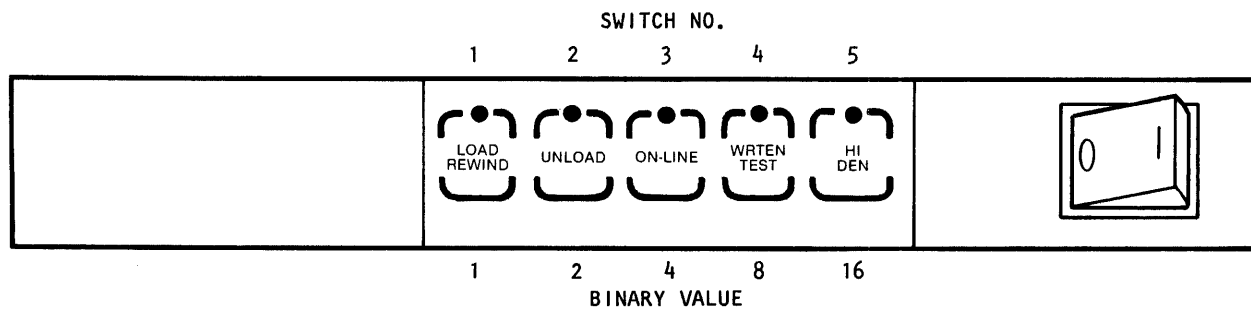 SWITCH NO.
1 2 3 4 5
LOAD
REWIND
UNLOAD
ON-LINE
WRTEN
TEST
HI
DEN
0 |
1 2 4 8 16
BINARY VALUE